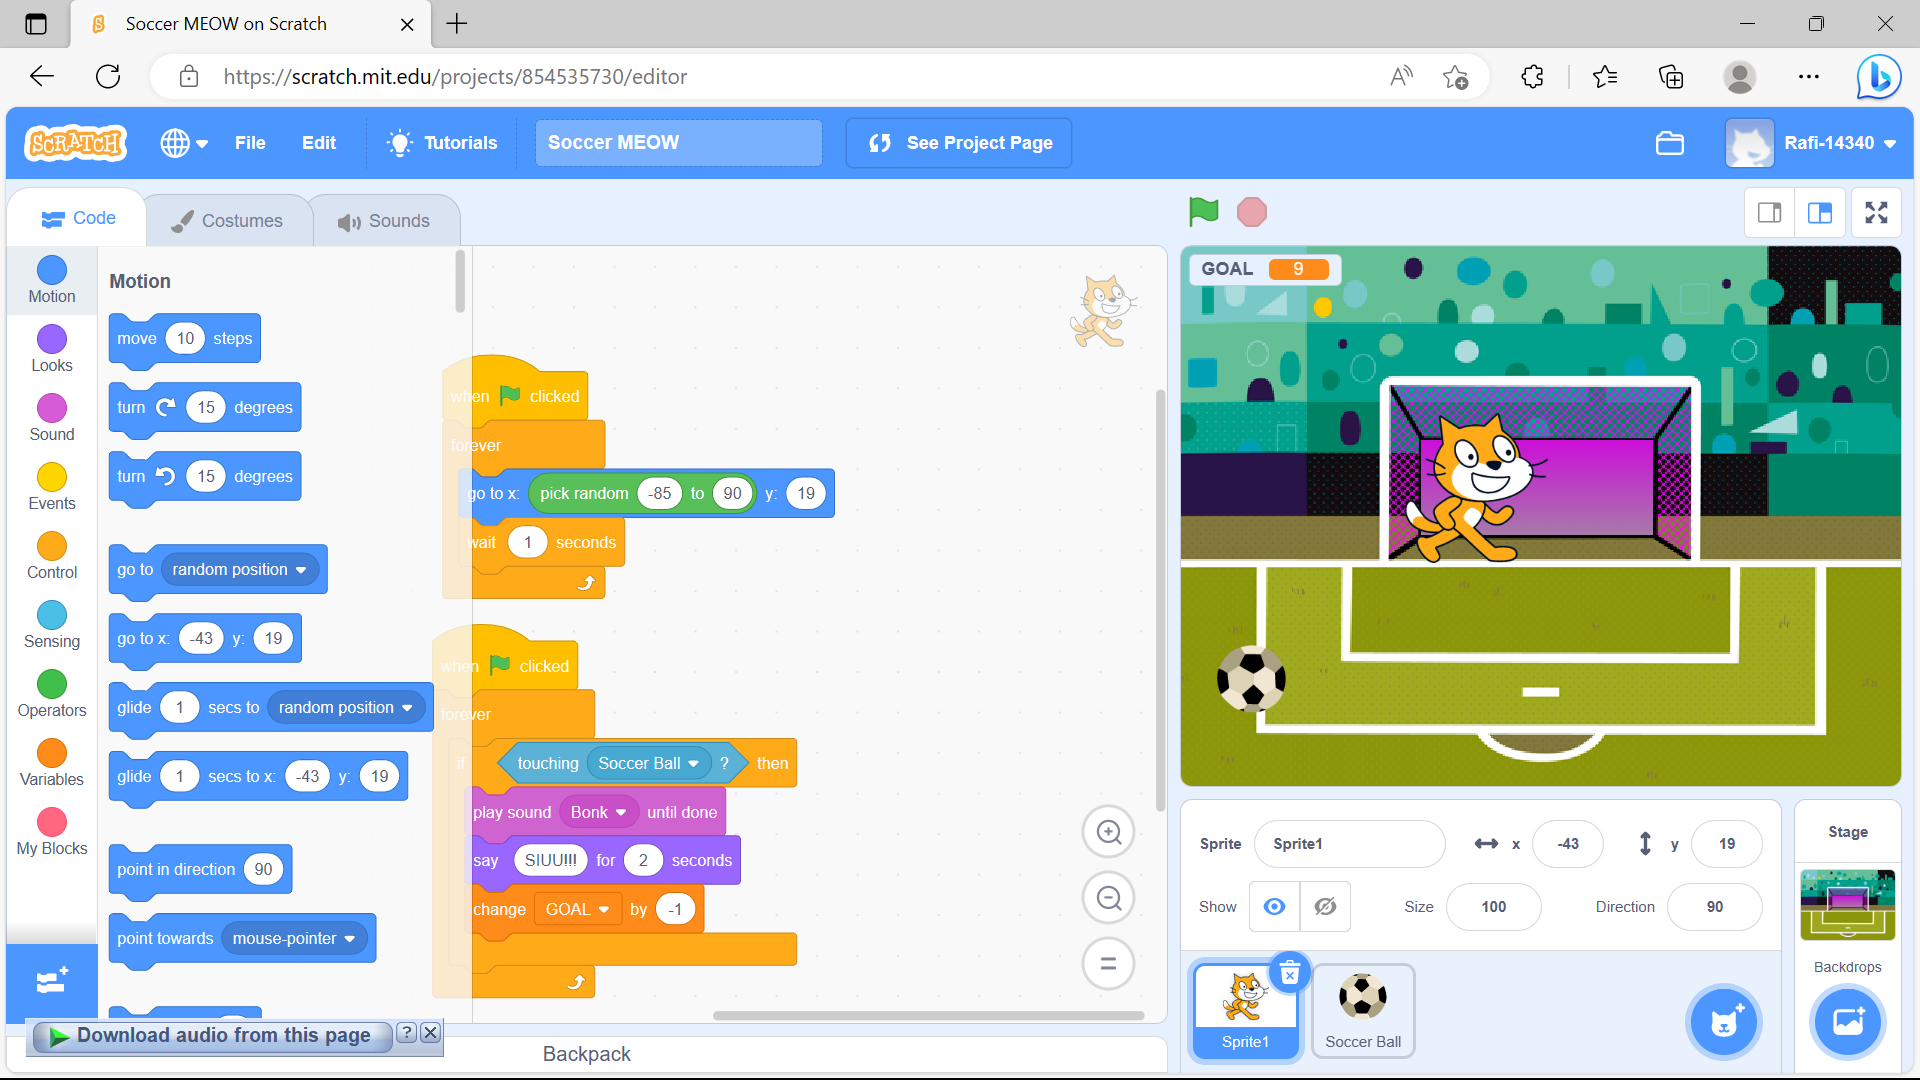 Soccer MEOW on Scratch
https://scratch.mit.edu/projects/854535730/editor
SCRATCH
File
Edit
Tutorials
Soccer MEOW
See Project Page
Rafi-14340
Code
Costumes
Sounds
Motion
Looks
Sound
Events
Control
Sensing
Operators
Variables
My Blocks
Motion
move 10 steps
turn 15 degrees
turn 15 degrees
go to random position
go to x: -43 y: 19
glide 1 secs to random position
glide 1 secs to x: -43 y: 19
point in direction 90
point towards mouse-pointer
when clicked
forever
go to x: pick random -85 to 90 y: 19
wait 1 seconds
when clicked
forever
if touching Soccer Ball ? then
play sound Bonk until done
say SIUU!!! for 2 seconds
change GOAL by -1
GOAL 9
Sprite Sprite1 x -43 y 19
Show Size 100 Direction 90
Sprite1
Soccer Ball
Stage
Backdrops
Download audio from this page ?
Backpack